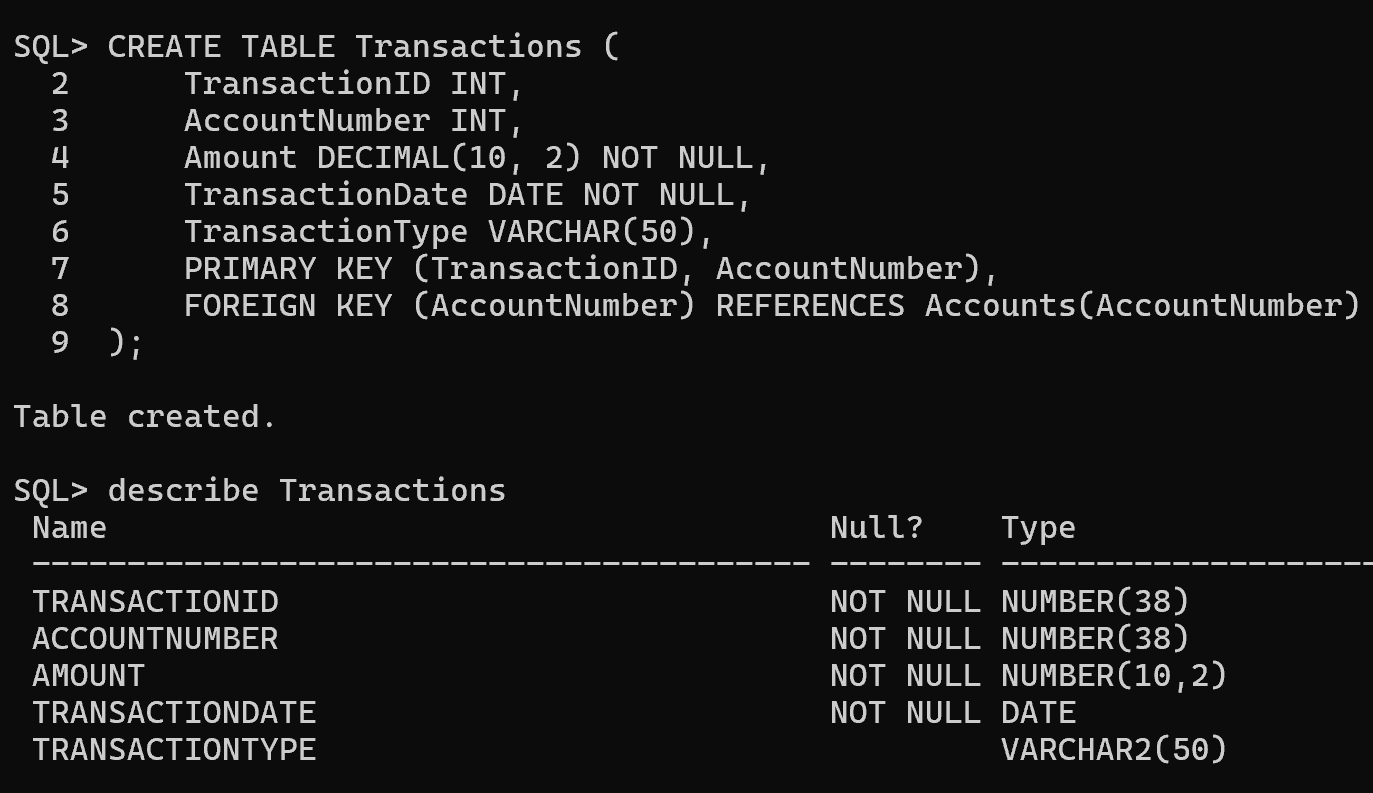 SQL> CREATE TABLE Transactions (
  2      TransactionID INT,
  3      AccountNumber INT,
  4      Amount DECIMAL(10, 2) NOT NULL,
  5      TransactionDate DATE NOT NULL,
  6      TransactionType VARCHAR(50),
  7      PRIMARY KEY (TransactionID, AccountNumber),
  8      FOREIGN KEY (AccountNumber) REFERENCES Accounts(AccountNumber)
  9  );
Table created.
SQL> describe Transactions
 Name                                      Null?    Type
 ----------------------------------------- -------- --------------------
 TRANSACTIONID                             NOT NULL NUMBER(38)
 ACCOUNTNUMBER                             NOT NULL NUMBER(38)
 AMOUNT                                    NOT NULL NUMBER(10,2)
 TRANSACTIONDATE                           NOT NULL DATE
 TRANSACTIONTYPE                                    VARCHAR2(50)